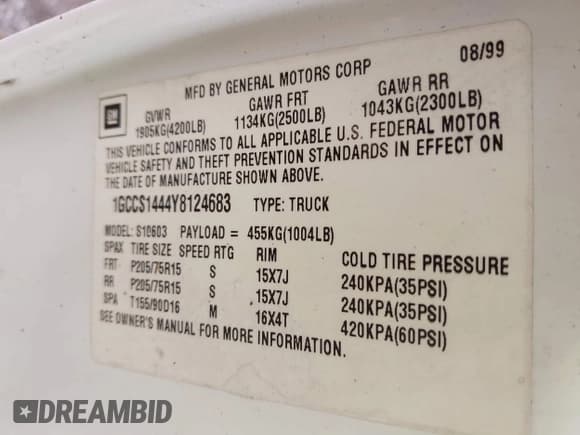 MFD BY GENERAL MOTORS CORP 08/99
GM GVWR GAWR FRT GAWR RR
1905KG(4200LB) 1134KG(2500LB) 1043KG(2300LB)
THIS VEHICLE CONFORMS TO ALL APPLICABLE U.S. FEDERAL MOTOR
VEHICLE SAFETY AND THEFT PREVENTION STANDARDS IN EFFECT ON
THE DATE OF MANUFACTURE SHOWN ABOVE.
1GCCS1444Y8124683 TYPE: TRUCK
MODEL: S10603 PAYLOAD = 455KG(1004LB)
SPAX TIRE SIZE SPEED RTG RIM COLD TIRE PRESSURE
FRT P205/75R15 S 15X7J 240KPA(35PSI)
RR P205/75R15 S 15X7J 240KPA(35PSI)
SPA T155/90D16 M 16X4T 420KPA(60PSI)
SEE OWNER'S MANUAL FOR MORE INFORMATION.
DREAMBID